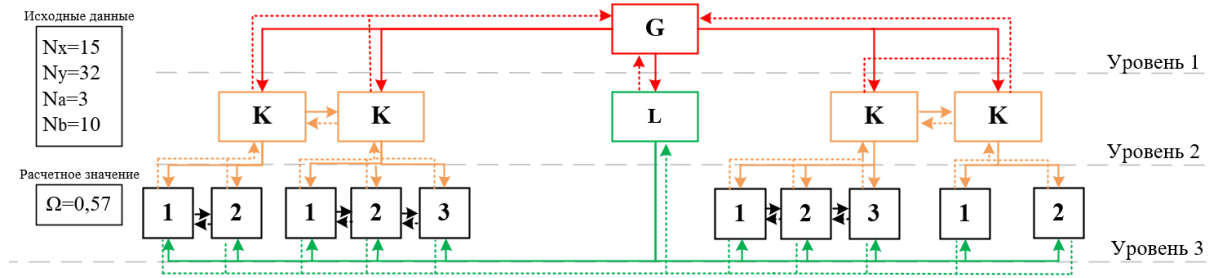 Исходные данные
Nx=15
Ny=32
Na=3
Nb=10
G
Уровень 1
K K L K K
Уровень 2
Расчетное значение
Ω=0,57
1 2 1 2 3 1 2 3 1 2
Уровень 3